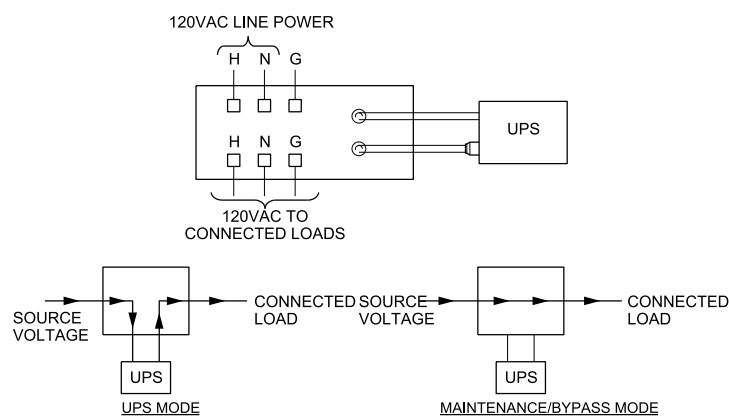 120VAC LINE POWER
H N G
UPS
H N G
120VAC TO
CONNECTED LOADS
SOURCE
VOLTAGE
CONNECTED
LOAD
UPS
UPS MODE
SOURCE
VOLTAGE
CONNECTED
LOAD
UPS
MAINTENANCE/BYPASS MODE